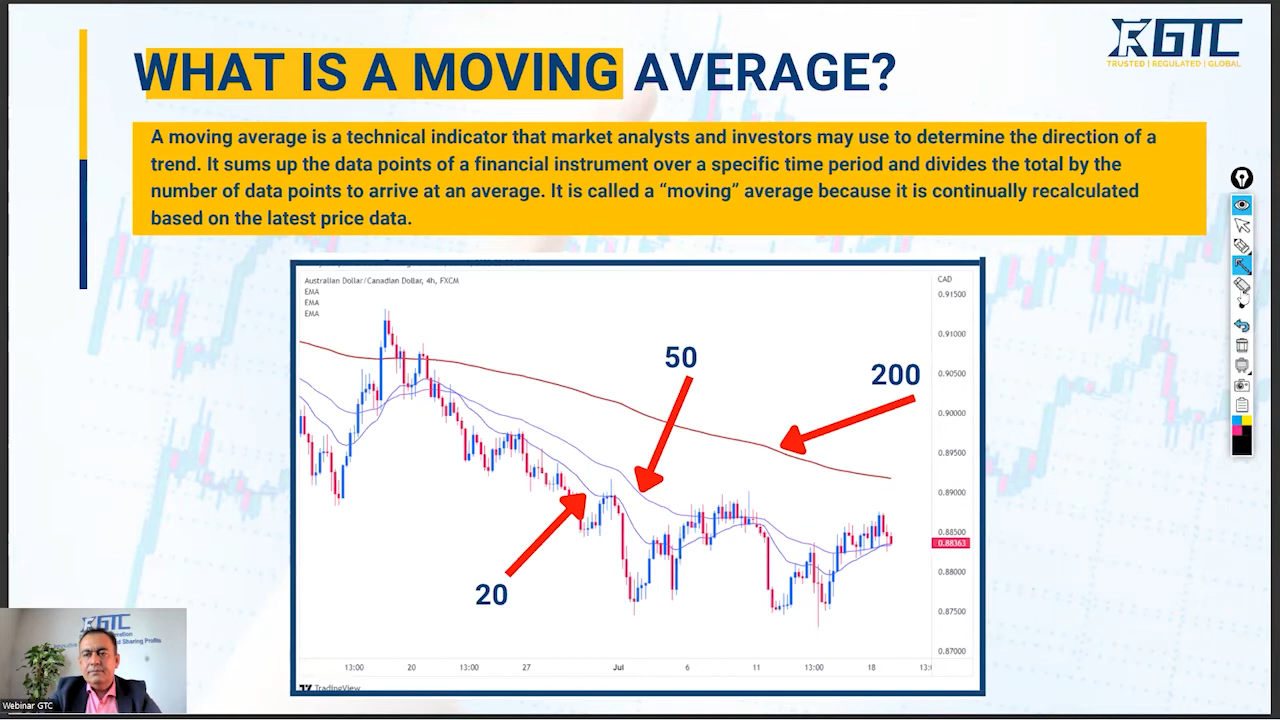 GTC
TRUSTED | REGULATED | GLOBAL
WHAT IS A MOVING AVERAGE?
A moving average is a technical indicator that market analysts and investors may use to determine the direction of a
trend. It sums up the data points of a financial instrument over a specific time period and divides the total by the
number of data points to arrive at an average. It is called a “moving” average because it is continually recalculated
based on the latest price data.
Australian Dollar/Canadian Dollar, 4h, FXCM
EMA
EMA
EMA
50
200
20
CAD
0.91500
0.91000
0.90500
0.90000
0.89500
0.89000
0.88500
0.88363
0.88000
0.87500
0.87000
13:00 20 13:00 27 Jul 6 11 13:00 18 13:
TradingView
GTC
d Sharing Profits
Webinar GTC